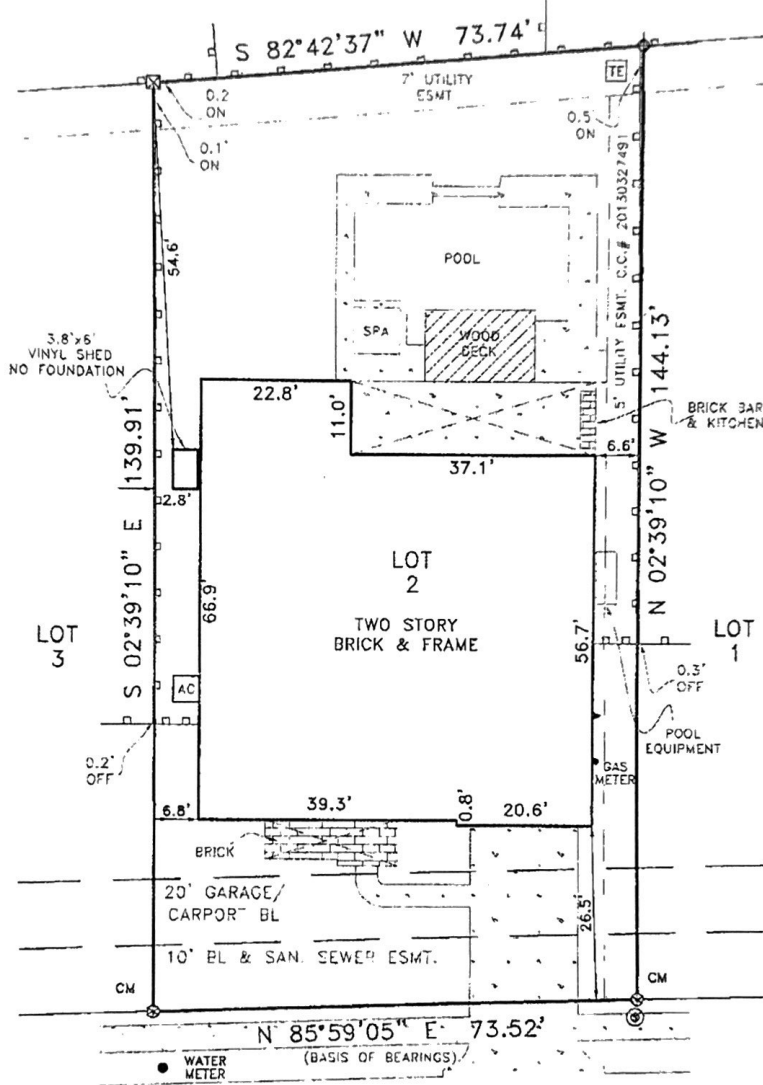 S 82°42'37" W 73.74'
TE
7' UTILITY
ESMT
0.2
ON
0.1'
ON
0.5
ON
5' UTILITY ESMT. C.C.# 20130327491
54.6'
POOL
SPA
WOOD
DECK
3.8'x6'
VINYL SHED
NO FOUNDATION
22.8'
11.0'
BRICK BAR
& KITCHEN
37.1'
6.6'
S 02°39'10" E 139.91'
N 02°39'10" W 144.13'
2.8'
LOT
2
TWO STORY
BRICK & FRAME
66.9'
56.7'
LOT
3
LOT
1
AC
0.3'
OFF
POOL
EQUIPMENT
0.2'
OFF
GAS
METER
6.8'
39.3'
0.8'
20.6'
BRICK
20' GARAGE/
CARPORT BL
26.5'
10' BL & SAN. SEWER ESMT.
CM
CM
N 85°59'05" E 73.52'
(BASIS OF BEARINGS)
WATER
METER